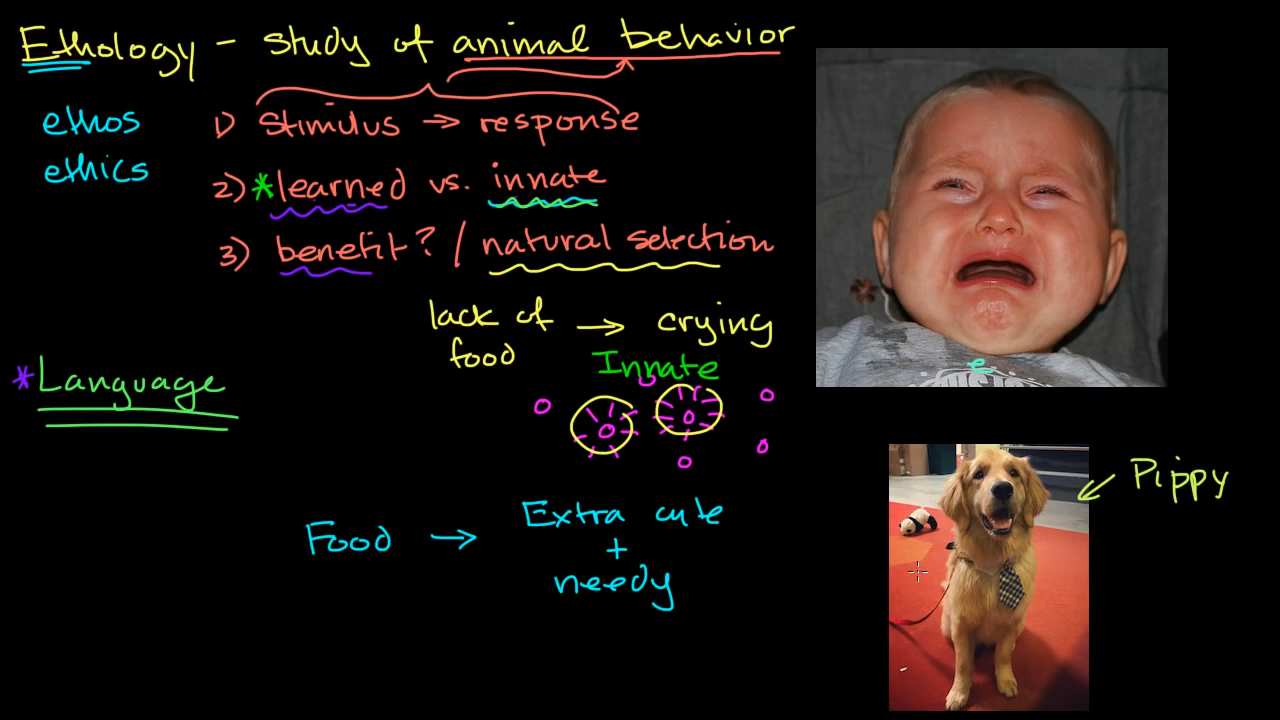 Ethology - study of animal behavior
ethos
ethics
1) stimulus → response
2) *learned vs. innate
3) benefit? / natural selection
lack of food → crying
Innate
*Language
Food → Extra cute + needy
Pippy
e